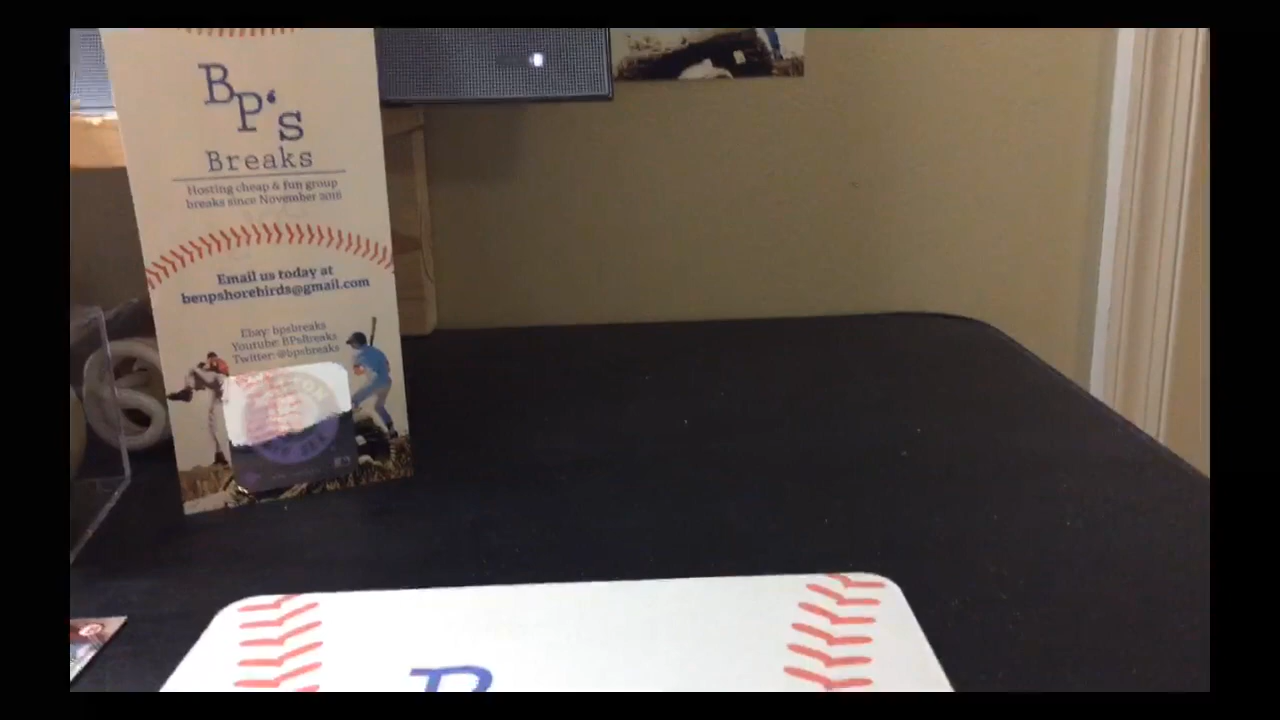 BP's
Breaks
Hosting cheap & fun group
breaks since November 2016
Email us today at
benpshorebirds@gmail.com
Ebay: bpsbreaks
Youtube: BPsBreaks
Twitter: @bpsbreaks
B